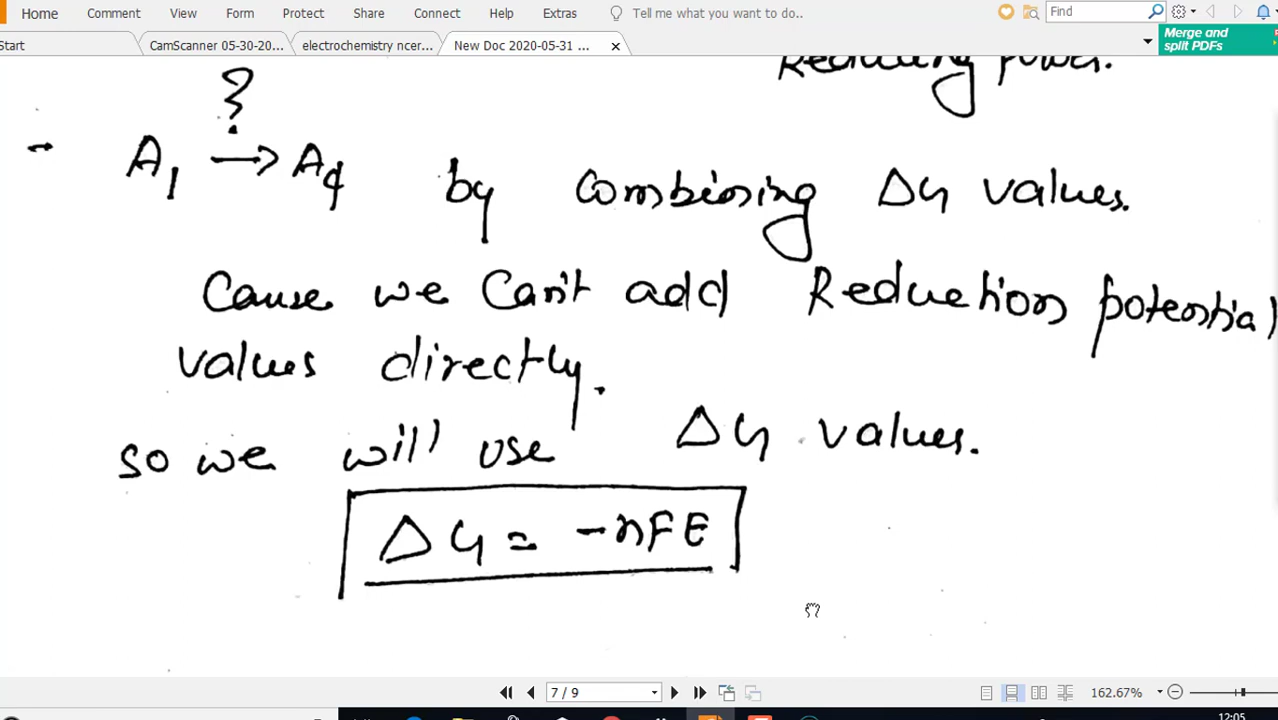 Home Comment View Form Protect Share Connect Help Extras Tell me what you want to do.. Find
Merge and split PDFs
Start CamScanner 05-30-20... electrochemistry ncer... New Doc 2020-05-31 ...
Reducing power.
?
- A1 → A4 by combining ΔG values.
Cause we Can't add Reduction potential
values directly.
so we will use ΔG values.
ΔG = -nFE
7 / 9 162.67%
12:05